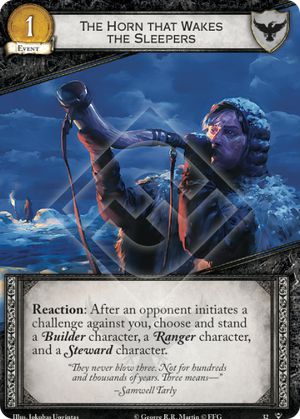 1
EVENT
THE HORN THAT WAKES
THE SLEEPERS
Reaction: After an opponent initiates a
challenge against you, choose and stand
a Builder character, a Ranger character,
and a Steward character.
"They never blow three. Not for hundreds
and thousands of years. Three means—"
–Samwell Tarly
Illus. Jokubas Uogintas
© George R.R. Martin © FFG
12